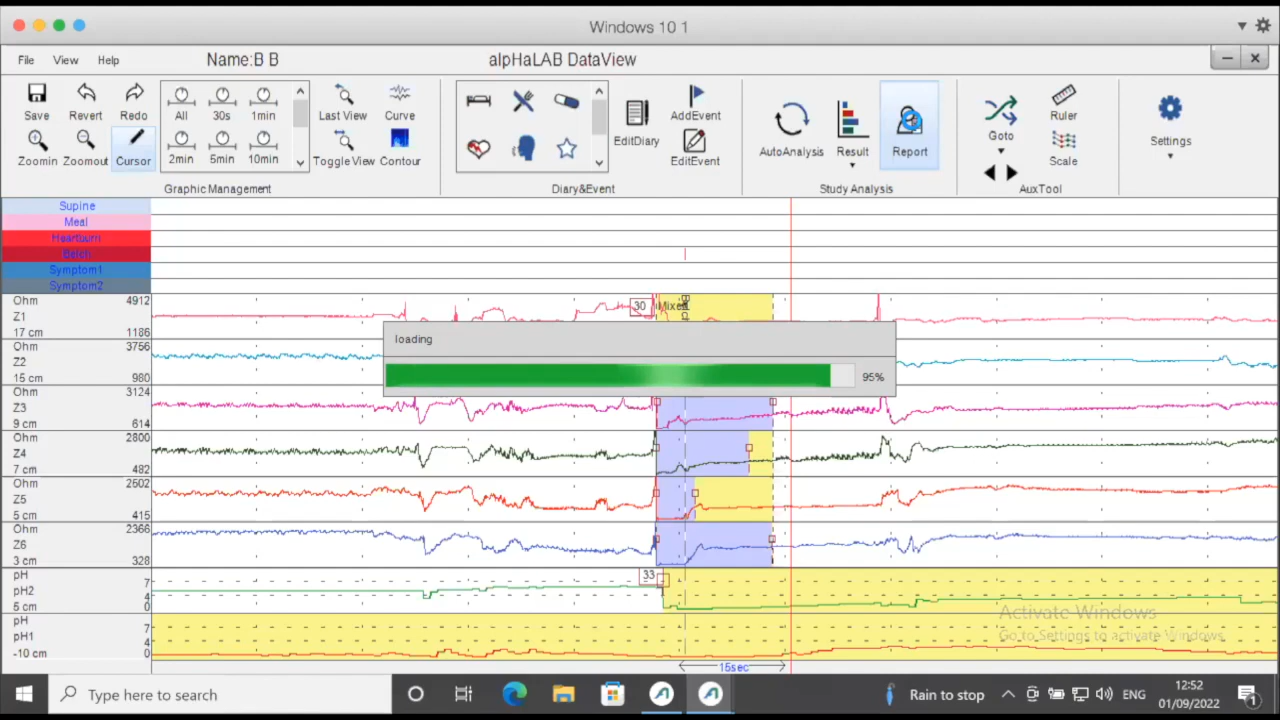 Windows 10 1
File View Help Name:B B alpHaLAB DataView
Save Revert Redo All 30s 1min Last View Curve AddEvent
EditDiary AutoAnalysis Result Report Goto Ruler Settings
Zoomin Zoomout Cursor 2min 5min 10min Toggle View Contour EditEvent Scale
Graphic Management Diary&Event Study Analysis AuxTool
Supine
Meal
Heartburn
Belch
Symptom1
Symptom2
Ohm 4912
Z1 30 Mixed
17 cm 1186
Ohm 3756
loading
Z2
15 cm 980
95%
Ohm 3124
Z3
9 cm 614
Ohm 2800
Z4
7 cm 482
Ohm 2602
Z5
5 cm 415
Ohm 2366
Z6
3 cm 328
pH 7 33
pH2 4
5 cm 0
Activate Windows
Go to Settings to activate Windows.
pH 7
pH1 4
-10 cm 0
15sec
Type here to search Rain to stop ENG 12:52
01/09/2022 1